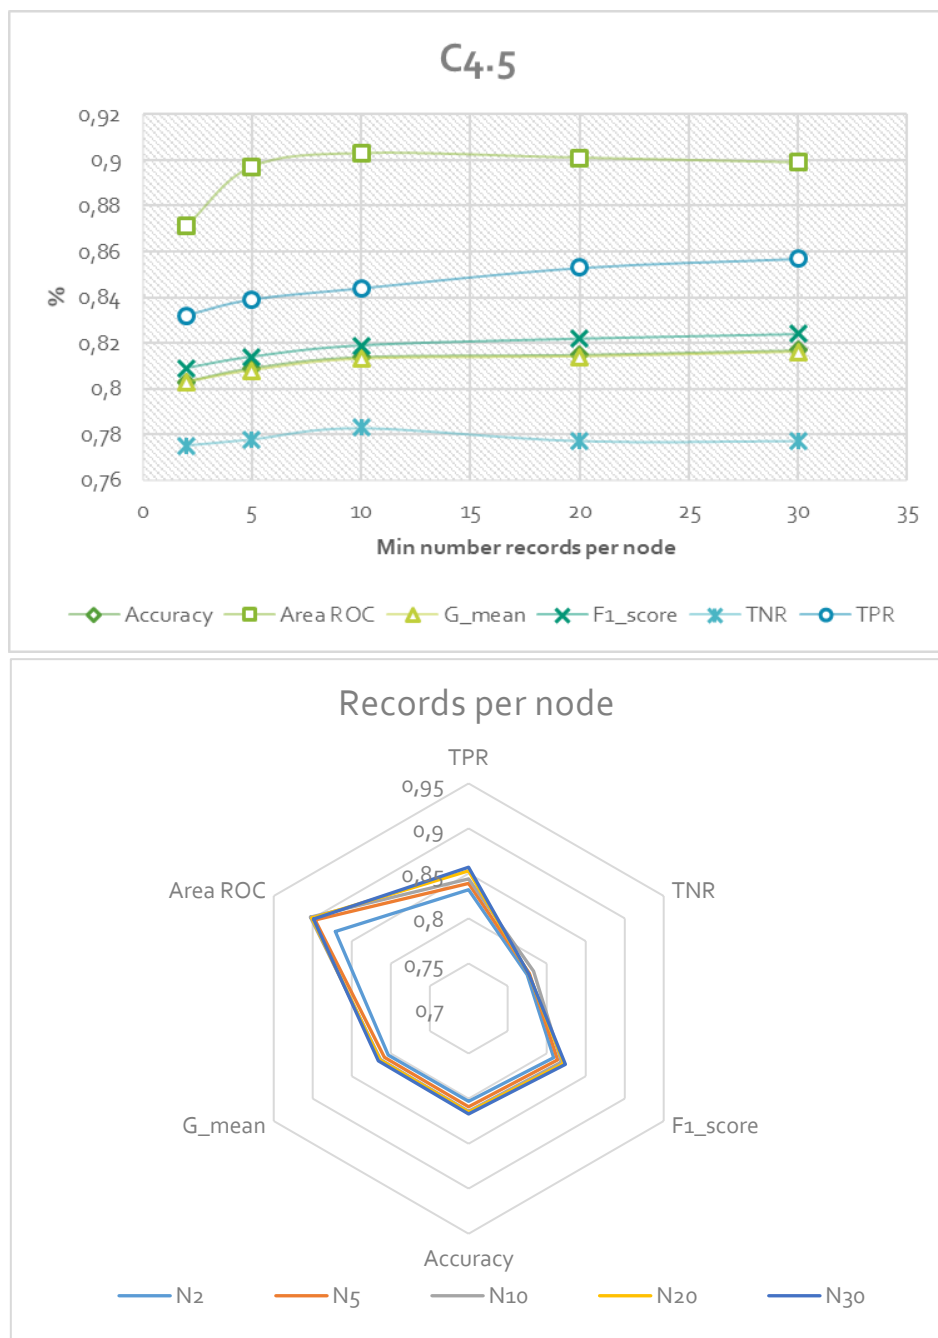 C4.5
0,92
0,9
0,88
0,86
0,84
0,82
0,8
0,78
0,76
%
0 5 10 15 20 25 30 35
Min number records per node
Accuracy Area ROC G_mean F1_score TNR TPR
Records per node
TPR
0,95
0,9
0,85
0,8
0,75
0,7
Area ROC
TNR
G_mean
F1_score
Accuracy
N2 N5 N10 N20 N30